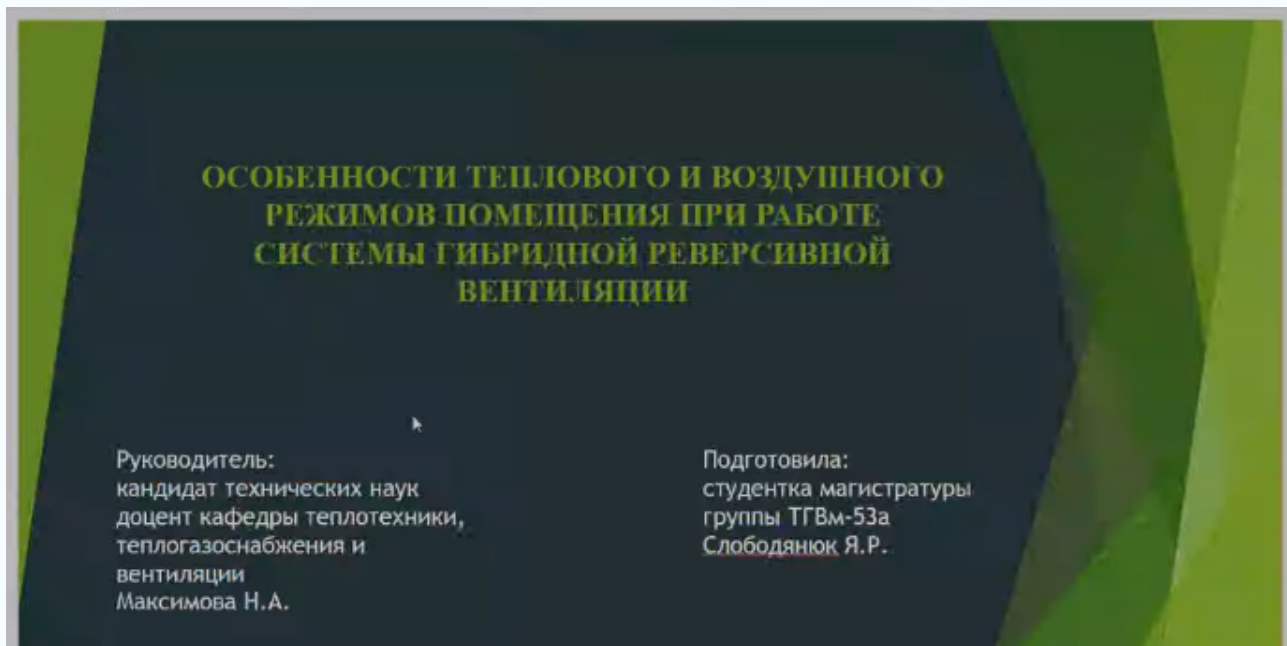 ОСОБЕННОСТИ ТЕПЛОВОГО И ВОЗДУШНОГО
РЕЖИМОВ ПОМЕЩЕНИЯ ПРИ РАБОТЕ
СИСТЕМЫ ГИБРИДНОЙ РЕВЕРСИВНОЙ
ВЕНТИЛЯЦИИ
Руководитель:
кандидат технических наук
доцент кафедры теплотехники,
теплогазоснабжения и
вентиляции
Максимова Н.А.
Подготовила:
студентка магистратуры
группы ТГВм-53а
Слободянюк Я.Р.